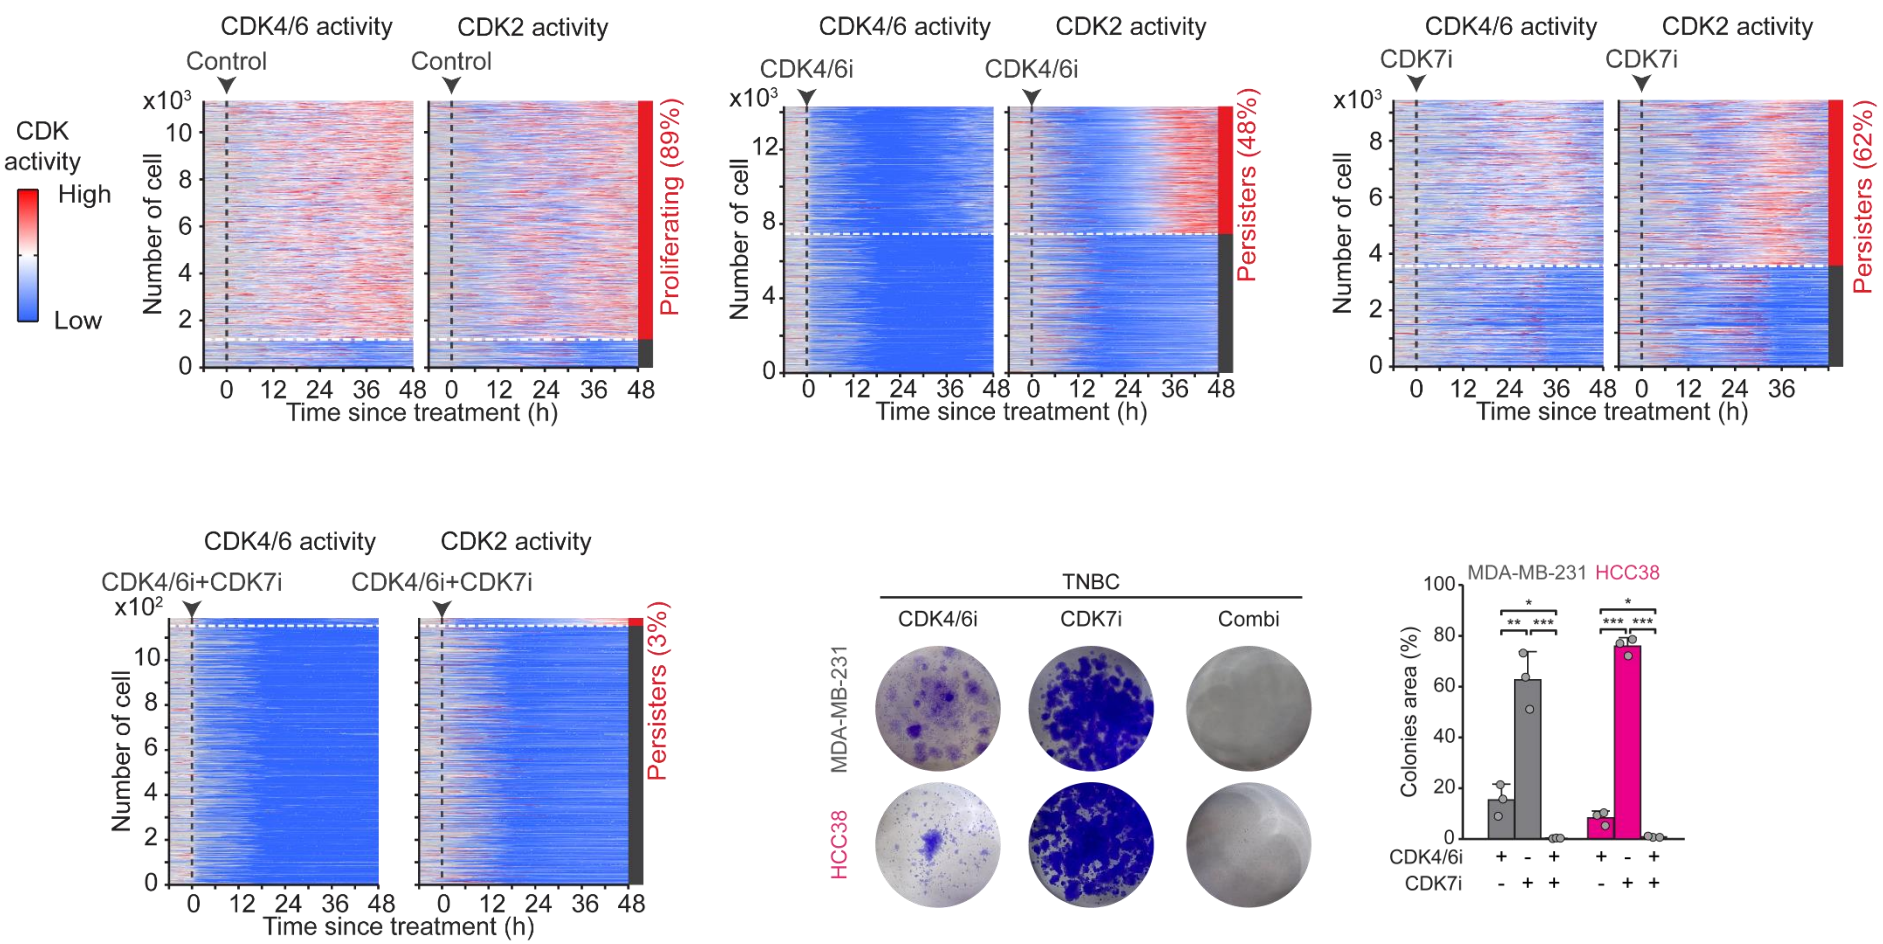 CDK4/6 activity
CDK2 activity
Control
Control
x10³
CDK
activity
High
Low
Number of cell
10
8
6
4
2
0
0 12 24 36 48
0 12 24 36 48
Time since treatment (h)
Proliferating (89%)
CDK4/6 activity
CDK2 activity
CDK4/6i
CDK4/6i
x10³
Number of cell
12
8
4
0
0 12 24 36 48
0 12 24 36 48
Time since treatment (h)
Persisters (48%)
CDK4/6 activity
CDK2 activity
CDK7i
CDK7i
x10³
Number of cell
8
6
4
2
0
0 12 24 36 48
0 12 36
Time since treatment (h)
Persisters (62%)
CDK4/6 activity
CDK2 activity
CDK4/6i+CDK7i
CDK4/6i+CDK7i
x10²
Number of cell
10
8
6
4
2
0
0 12 24 36 48
0 12 24 36 48
Time since treatment (h)
Persisters (3%)
TNBC
CDK4/6i
CDK7i
Combi
MDA-MB-231
HCC38
MDA-MB-231 HCC38
Colonies area (%)
100
80
60
40
20
0
* *
** *** *** ***
CDK4/6i + - + + - +
CDK7i - + + - + +